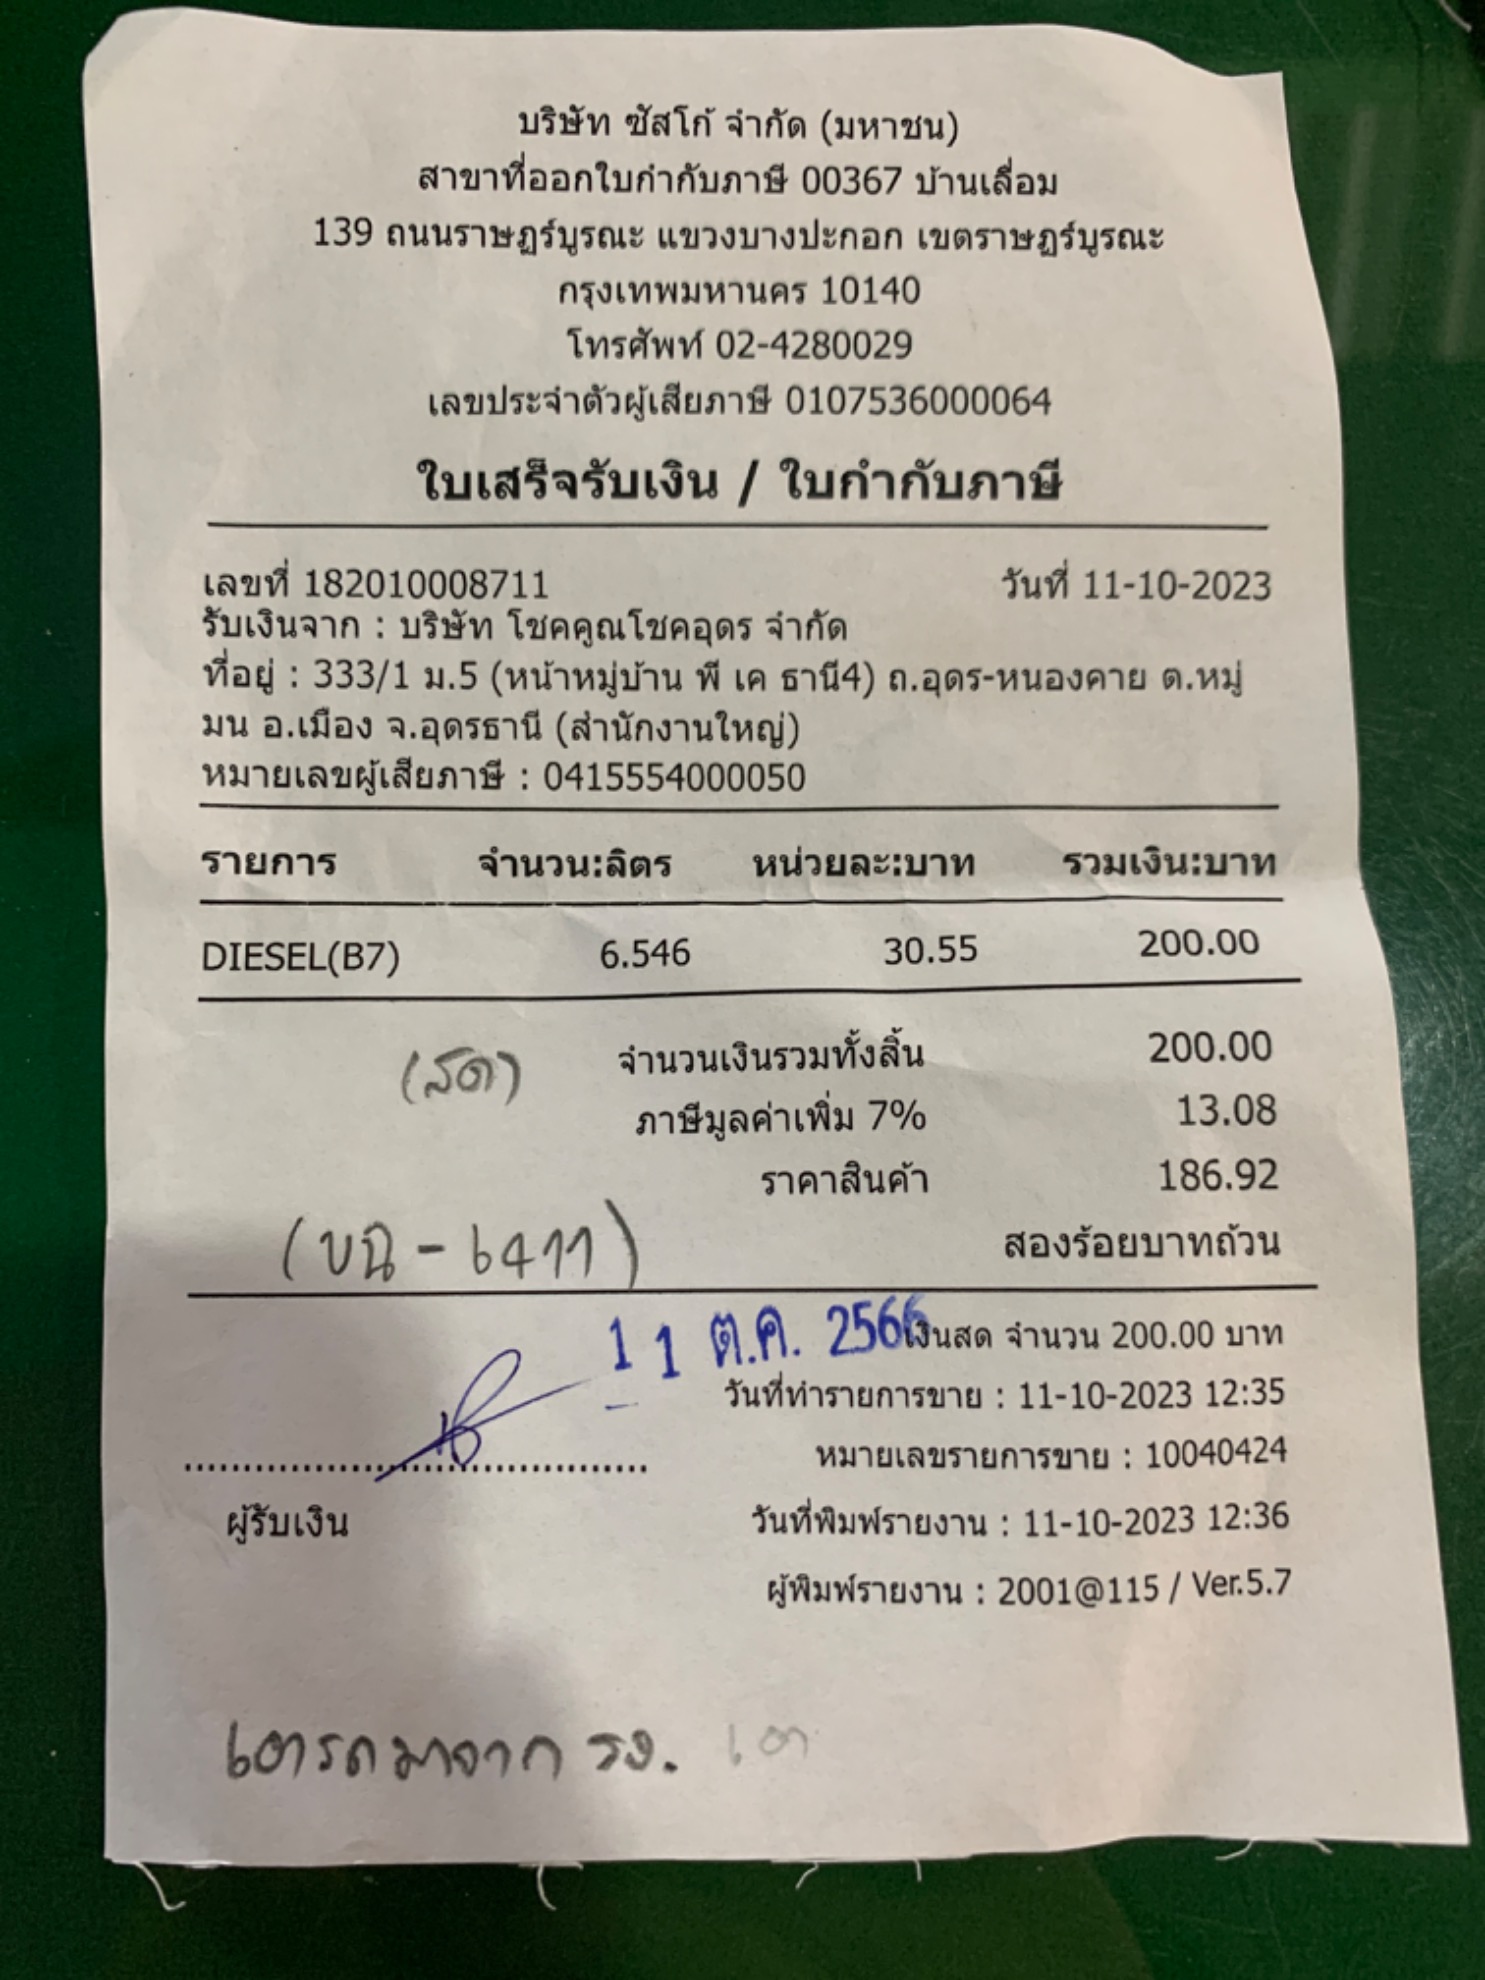 บริษัท ซัสโก้ จำกัด (มหาชน)
สาขาที่ออกใบกำกับภาษี 00367 บ้านเลื่อม
139 ถนนราษฏร์บูรณะ แขวงบางปะกอก เขตราษฏร์บูรณะ
กรุงเทพมหานคร 10140
โทรศัพท์ 02-4280029
เลขประจำตัวผู้เสียภาษี 0107536000064
ใบเสร็จรับเงิน / ใบกำกับภาษี
เลขที่ 182010008711 วันที่ 11-10-2023
รับเงินจาก : บริษัท โชคคูณโชคอุดร จำกัด
ที่อยู่ : 333/1 ม.5 (หน้าหมู่บ้าน พี เค ธานี4) ถ.อุดร-หนองคาย ต.หมู่
มน อ.เมือง จ.อุดรธานี (สำนักงานใหญ่)
หมายเลขผู้เสียภาษี : 0415554000050
รายการ จำนวน:ลิตร หน่วยละ:บาท รวมเงิน:บาท
DIESEL(B7) 6.546 30.55 200.00
(สด) จำนวนเงินรวมทั้งสิ้น 200.00
ภาษีมูลค่าเพิ่ม 7% 13.08
ราคาสินค้า 186.92
สองร้อยบาทถ้วน
11 ต.ค. 2566 เงินสด จำนวน 200.00 บาท
วันที่ทำรายการขาย : 11-10-2023 12:35
หมายเลขรายการขาย : 10040424
ผู้รับเงิน วันที่พิมพ์รายงาน : 11-10-2023 12:36
ผู้พิมพ์รายงาน : 2001@115 / Ver.5.7